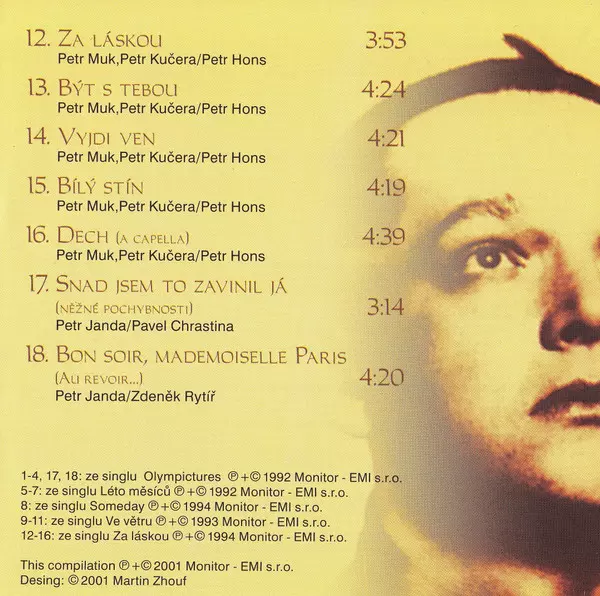 12. Za láskou 3:53
Petr Muk,Petr Kučera/Petr Hons
13. Být s tebou 4:24
Petr Muk,Petr Kučera/Petr Hons
14. Vyjdi ven 4:21
Petr Muk,Petr Kučera/Petr Hons
15. Bílý stín 4:19
Petr Muk,Petr Kučera/Petr Hons
16. Dech (a capella) 4:39
Petr Muk,Petr Kučera/Petr Hons
17. Snad jsem to zavinil já
(něžné pochybnosti) 3:14
Petr Janda/Pavel Chrastina
18. Bon soir, mademoiselle Paris
(Au revoir...) 4:20
Petr Janda/Zdeněk Rytíř
1-4, 17, 18: ze singlu Olympictures ℗+© 1992 Monitor - EMI s.r.o.
5-7: ze singlu Léto měsíců ℗+© 1992 Monitor - EMI s.r.o.
8: ze singlu Someday ℗+© 1994 Monitor - EMI s.r.o.
9-11: ze singlu Ve větru ℗+© 1993 Monitor - EMI s.r.o.
12-16: ze singlu Za láskou ℗+© 1994 Monitor - EMI s.r.o.
This compilation ℗+© 2001 Monitor - EMI s.r.o.
Desing: © 2001 Martin Zhouf